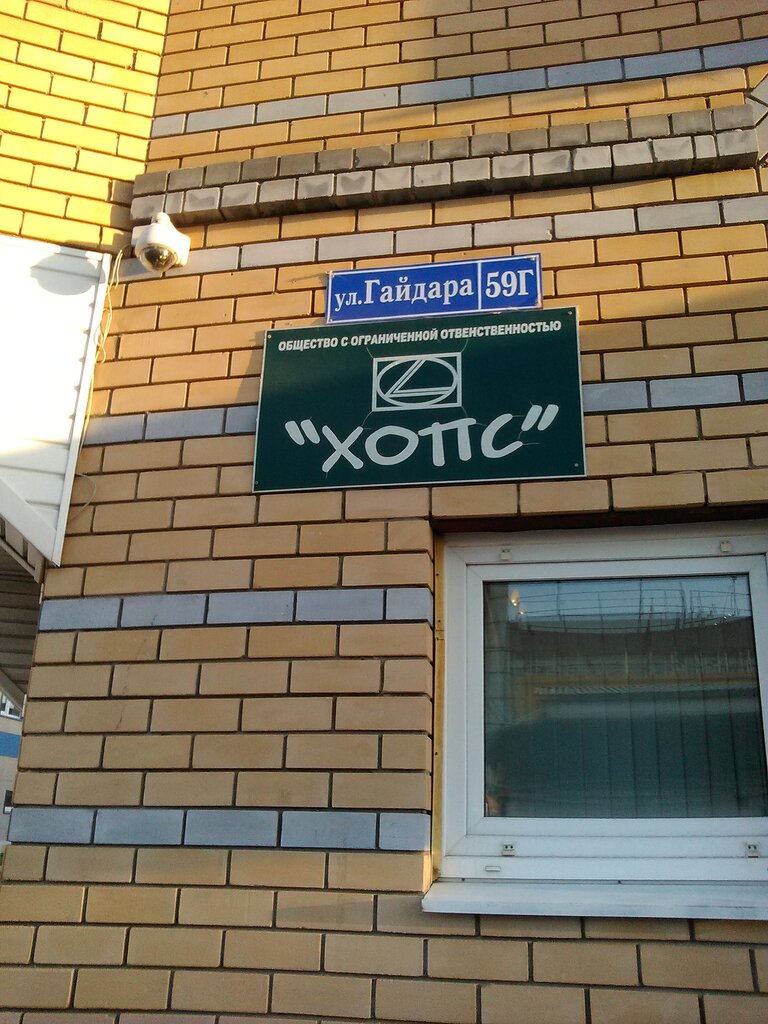 ул.Гайдара 59Г
ОБЩЕСТВО С ОГРАНИЧЕННОЙ ОТВЕНСТВЕННОСТЬЮ
"ХОПС"